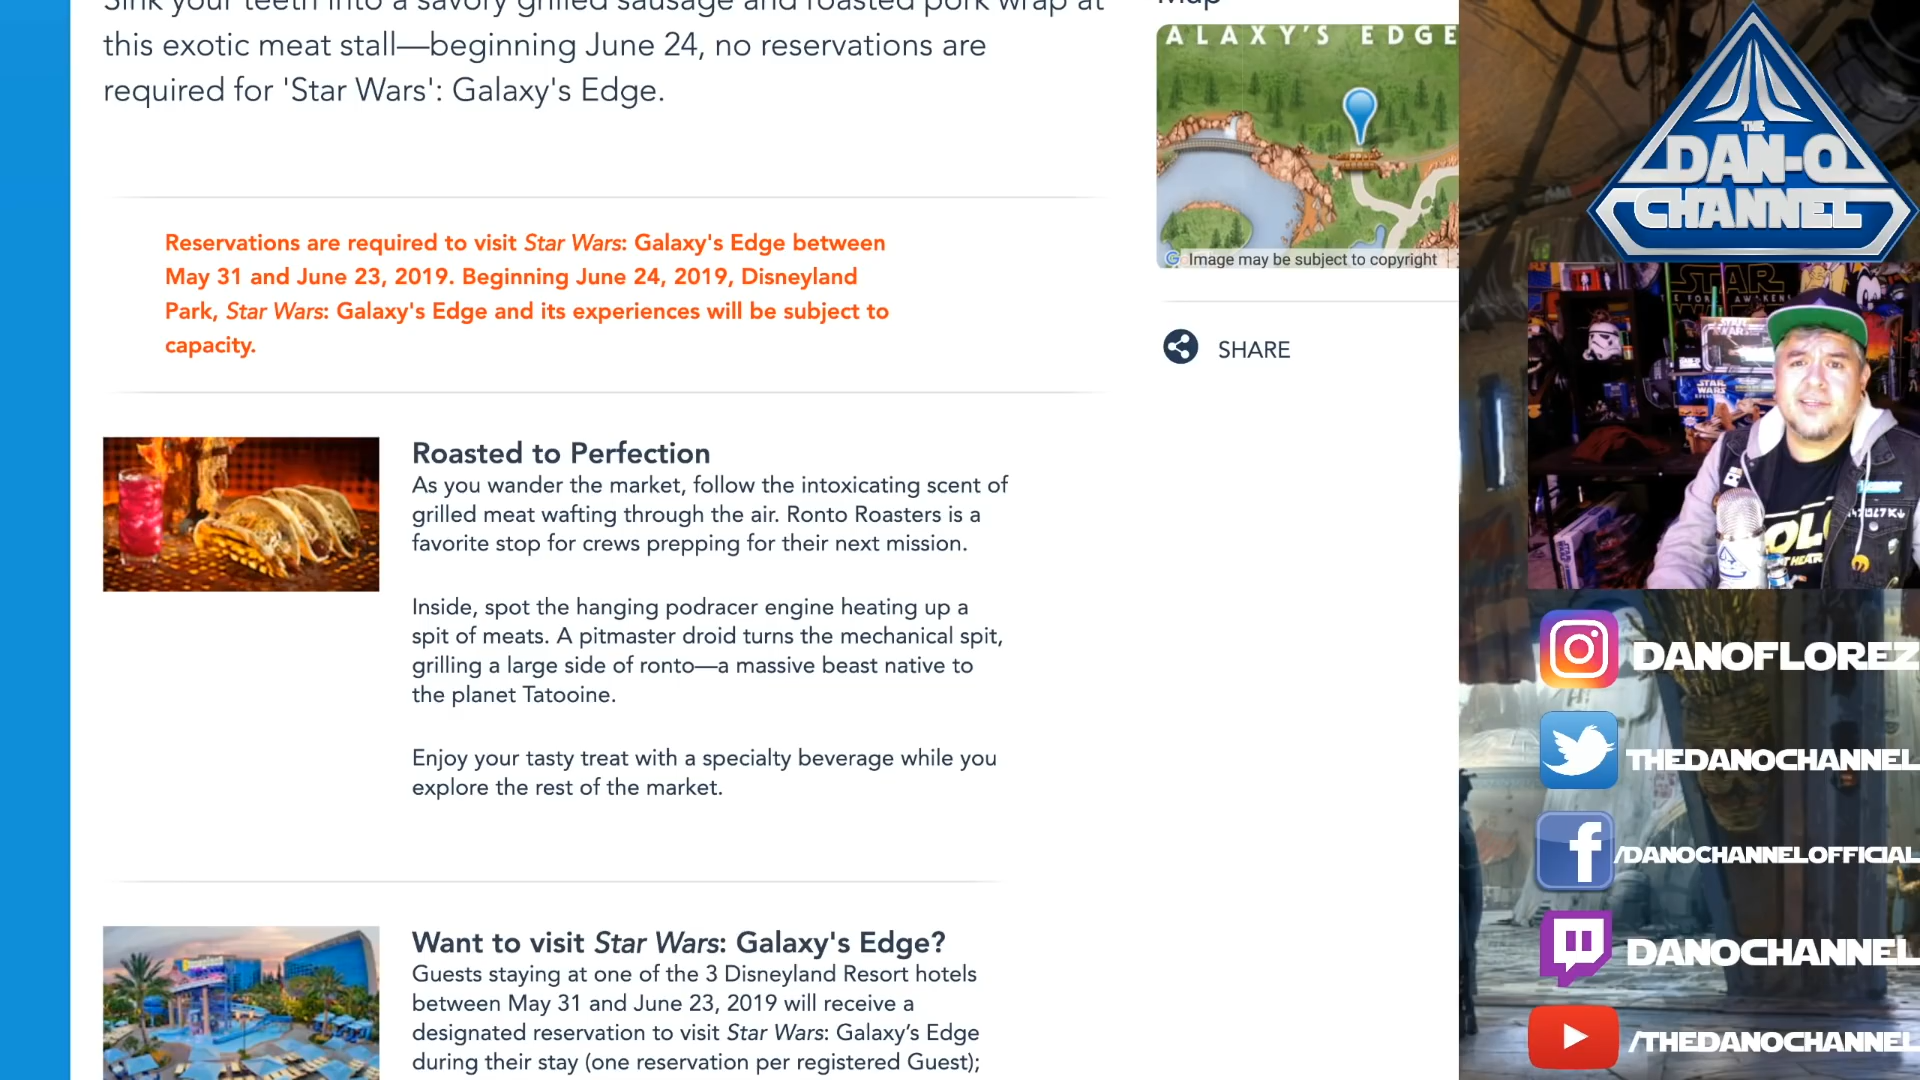 Sink your teeth into a savory grilled sausage and roasted pork wrap at
this exotic meat stall—beginning June 24, no reservations are
required for 'Star Wars': Galaxy's Edge.
Reservations are required to visit Star Wars: Galaxy's Edge between
May 31 and June 23, 2019. Beginning June 24, 2019, Disneyland
Park, Star Wars: Galaxy's Edge and its experiences will be subject to
capacity.
Roasted to Perfection
As you wander the market, follow the intoxicating scent of
grilled meat wafting through the air. Ronto Roasters is a
favorite stop for crews prepping for their next mission.
Inside, spot the hanging podracer engine heating up a
spit of meats. A pitmaster droid turns the mechanical spit,
grilling a large side of ronto—a massive beast native to
the planet Tatooine.
Enjoy your tasty treat with a specialty beverage while you
explore the rest of the market.
Want to visit Star Wars: Galaxy's Edge?
Guests staying at one of the 3 Disneyland Resort hotels
between May 31 and June 23, 2019 will receive a
designated reservation to visit Star Wars: Galaxy's Edge
during their stay (one reservation per registered Guest);
Map
ALAXY'S EDGE
Image may be subject to copyright
SHARE
THE
DAN-O
CHANNEL
STAR
DANOFLOREZ
THEDANOCHANNEL
/DANOCHANNELOFFICIAL
DANOCHANNEL
/THEDANOCHANNEL